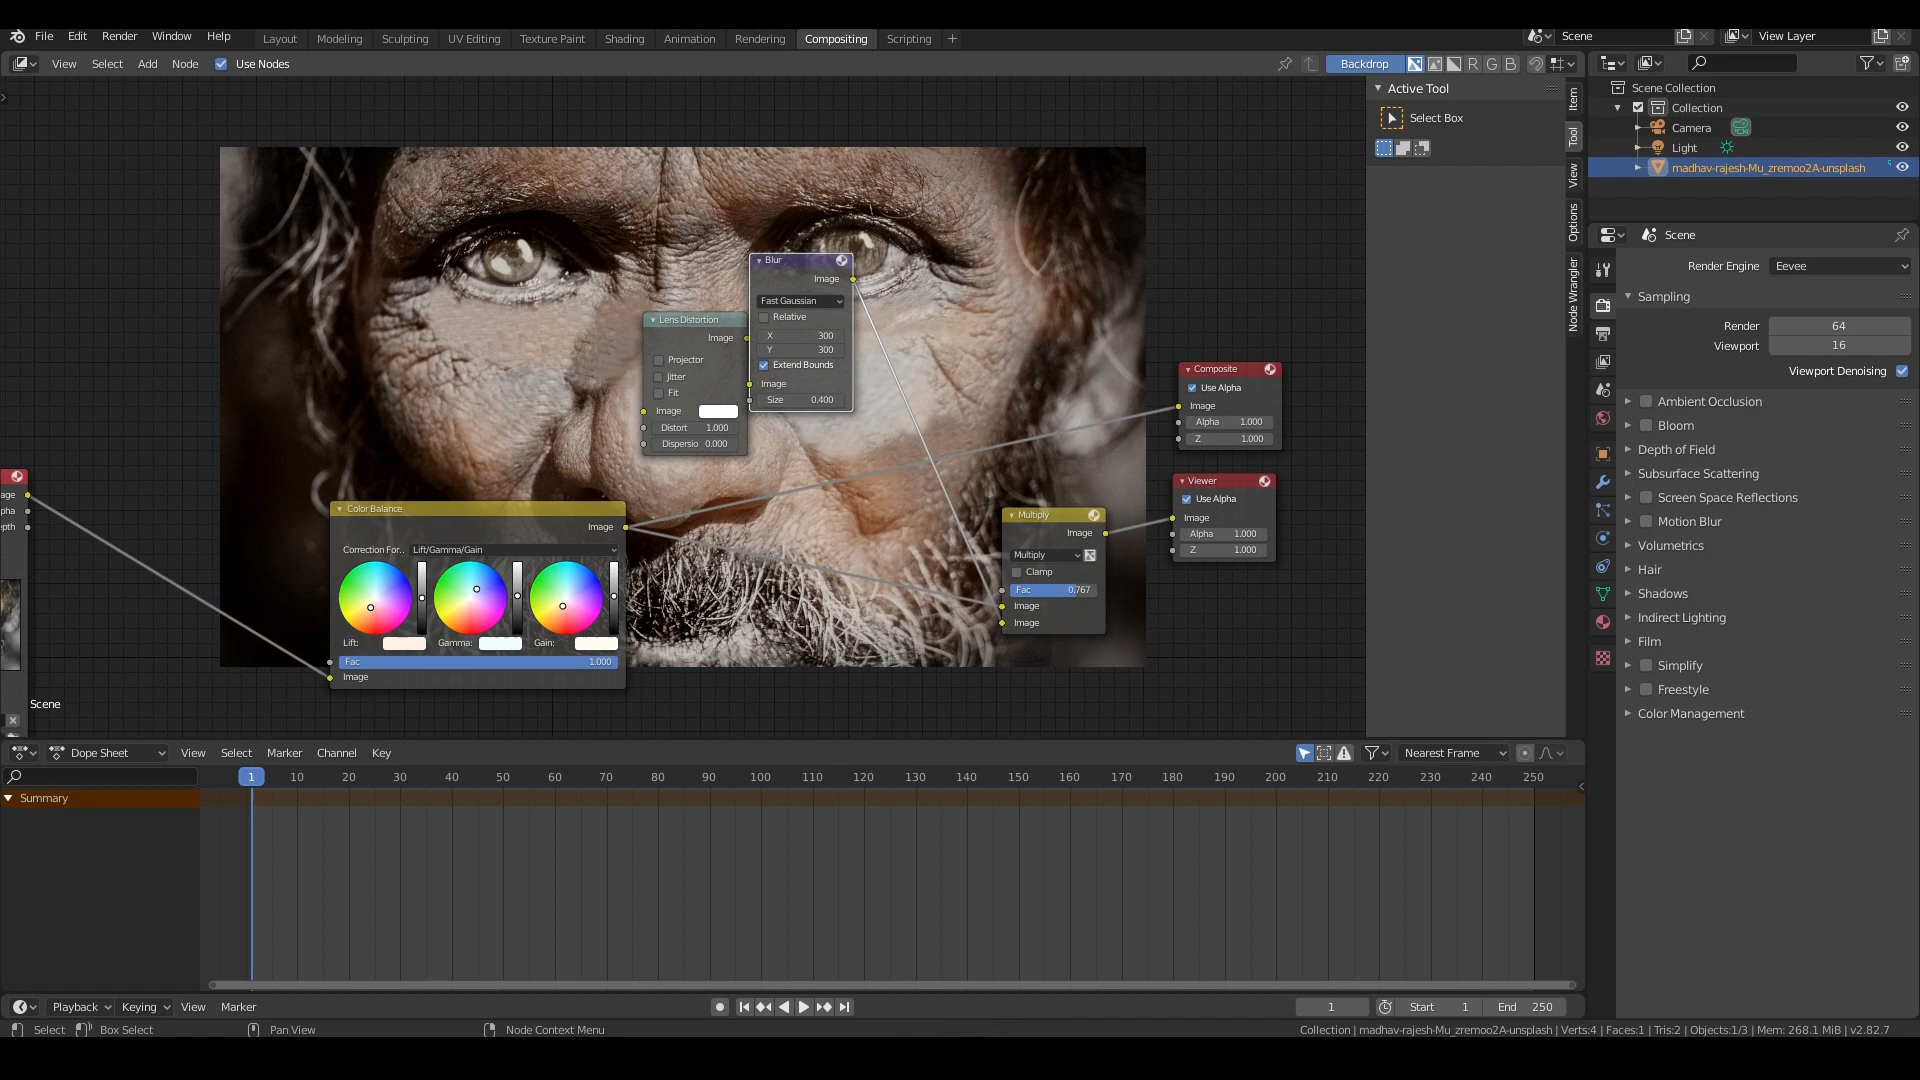 File Edit Render Window Help
Layout Modeling Sculpting UV Editing Texture Paint Shading Animation Rendering Compositing Scripting
Scene
View Layer
View Select Add Node Use Nodes
Backdrop
R G B
Active Tool
Select Box
Item
Tool
View
Options
Node Wrangler
Scene Collection
Collection
Camera
Light
madhav-rajesh-Mu_zremoo2A-unsplash
Scene
Render Engine Eevee
Sampling
Render 64
Viewport 16
Viewport Denoising
Ambient Occlusion
Bloom
Depth of Field
Subsurface Scattering
Screen Space Reflections
Motion Blur
Volumetrics
Hair
Shadows
Indirect Lighting
Film
Simplify
Freestyle
Color Management
Blur
Image
Fast Gaussian
Relative
X 300
Y 300
Extend Bounds
Image
Size 0.400
Lens Distortion
Image
Projector
Jitter
Fit
Image
Distort 1.000
Dispersio 0.000
Composite
Use Alpha
Image
Alpha 1.000
Z 1.000
Viewer
Use Alpha
Image
Alpha 1.000
Z 1.000
Multiply
Image
Multiply
Clamp
Fac 0.767
Image
Image
age
pha
epth
Color Balance
Image
Correction For.. Lift/Gamma/Gain
Lift: Gamma: Gain:
Fac 1.000
Image
Scene
Dope Sheet View Select Marker Channel Key
Nearest Frame
1 10 20 30 40 50 60 70 80 90 100 110 120 130 140 150 160 170 180 190 200 210 220 230 240 250
Summary
Playback Keying View Marker
1 Start 1 End 250
Select Box Select Pan View Node Context Menu
Collection | madhav-rajesh-Mu_zremoo2A-unsplash | Verts:4 | Faces:1 | Tris:2 | Objects:1/3 | Mem: 268.1 MiB | v2.82.7